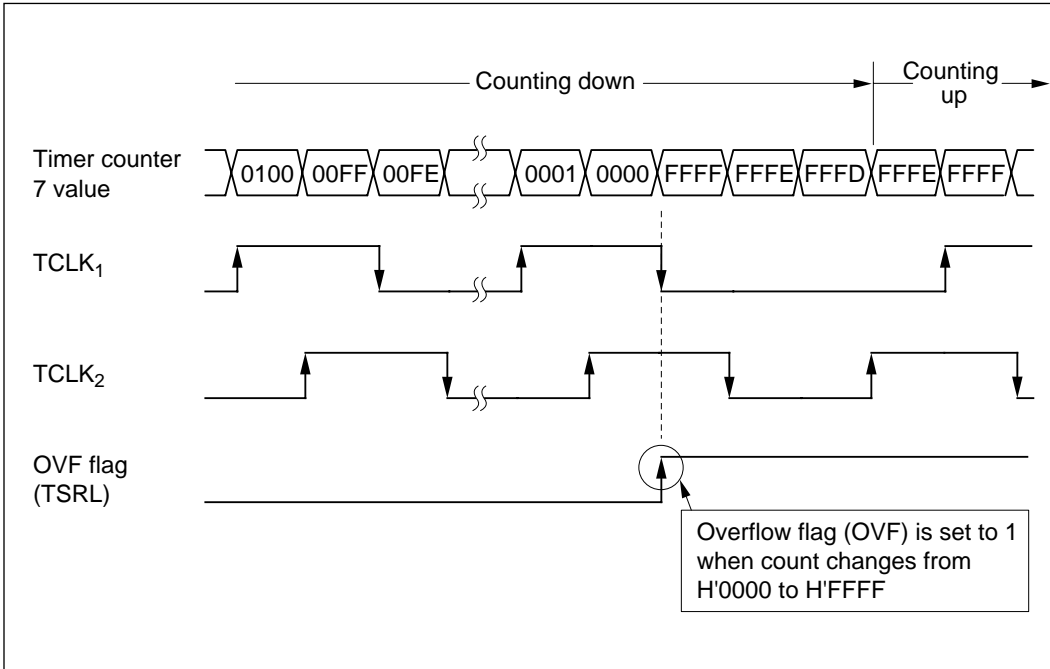 Counting down
Counting
up
Timer counter
7 value
0100 00FF 00FE 0001 0000 FFFF FFFE FFFD FFFE FFFF
TCLK1
TCLK2
OVF flag
(TSRL)
Overflow flag (OVF) is set to 1
when count changes from
H'0000 to H'FFFF